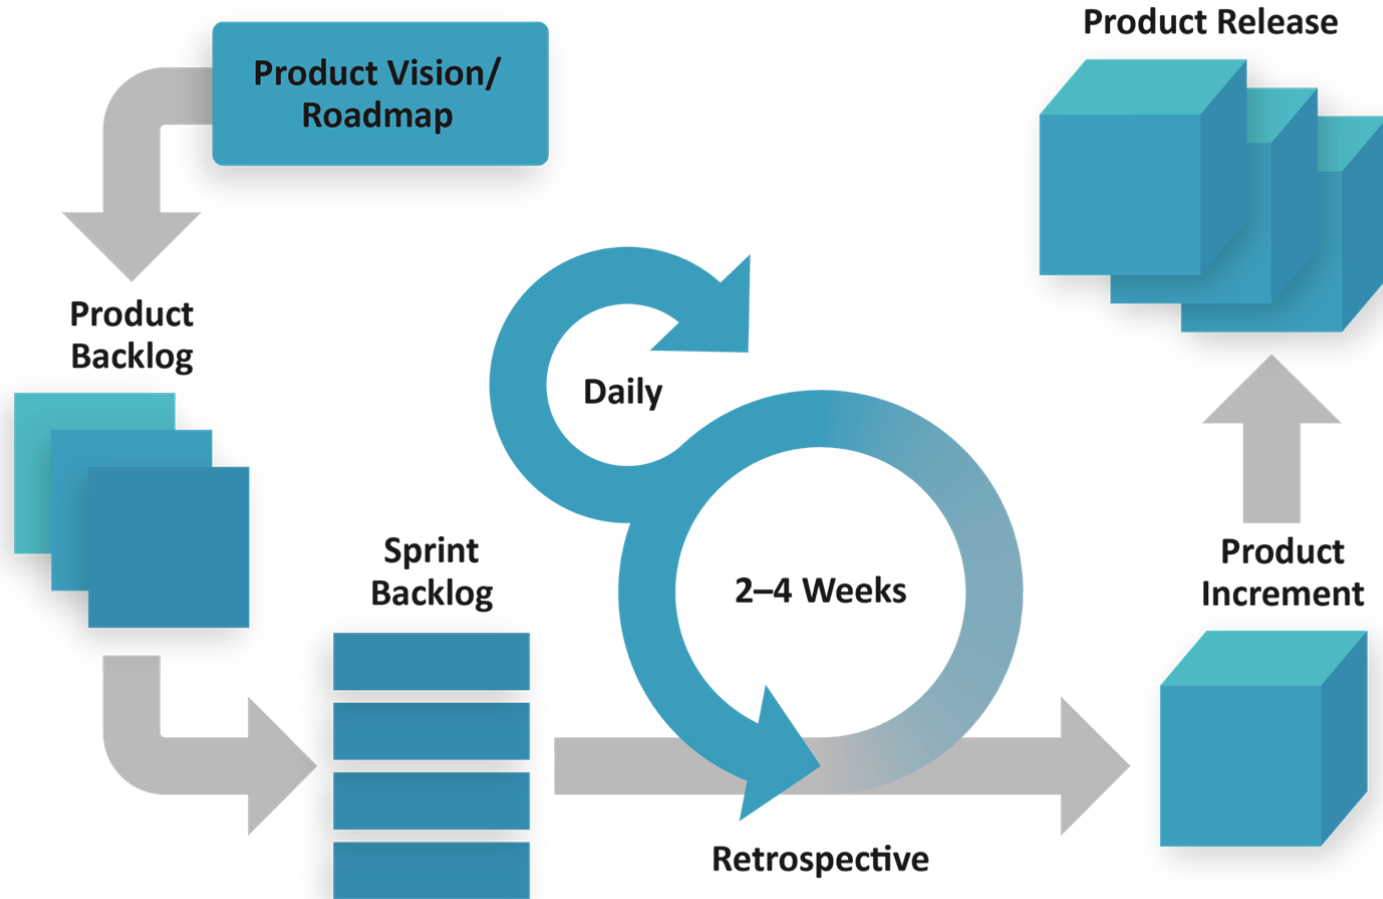 Product Vision/
Roadmap
Product Release
Product
Backlog
Daily
Sprint
Backlog
2–4 Weeks
Product
Increment
Retrospective